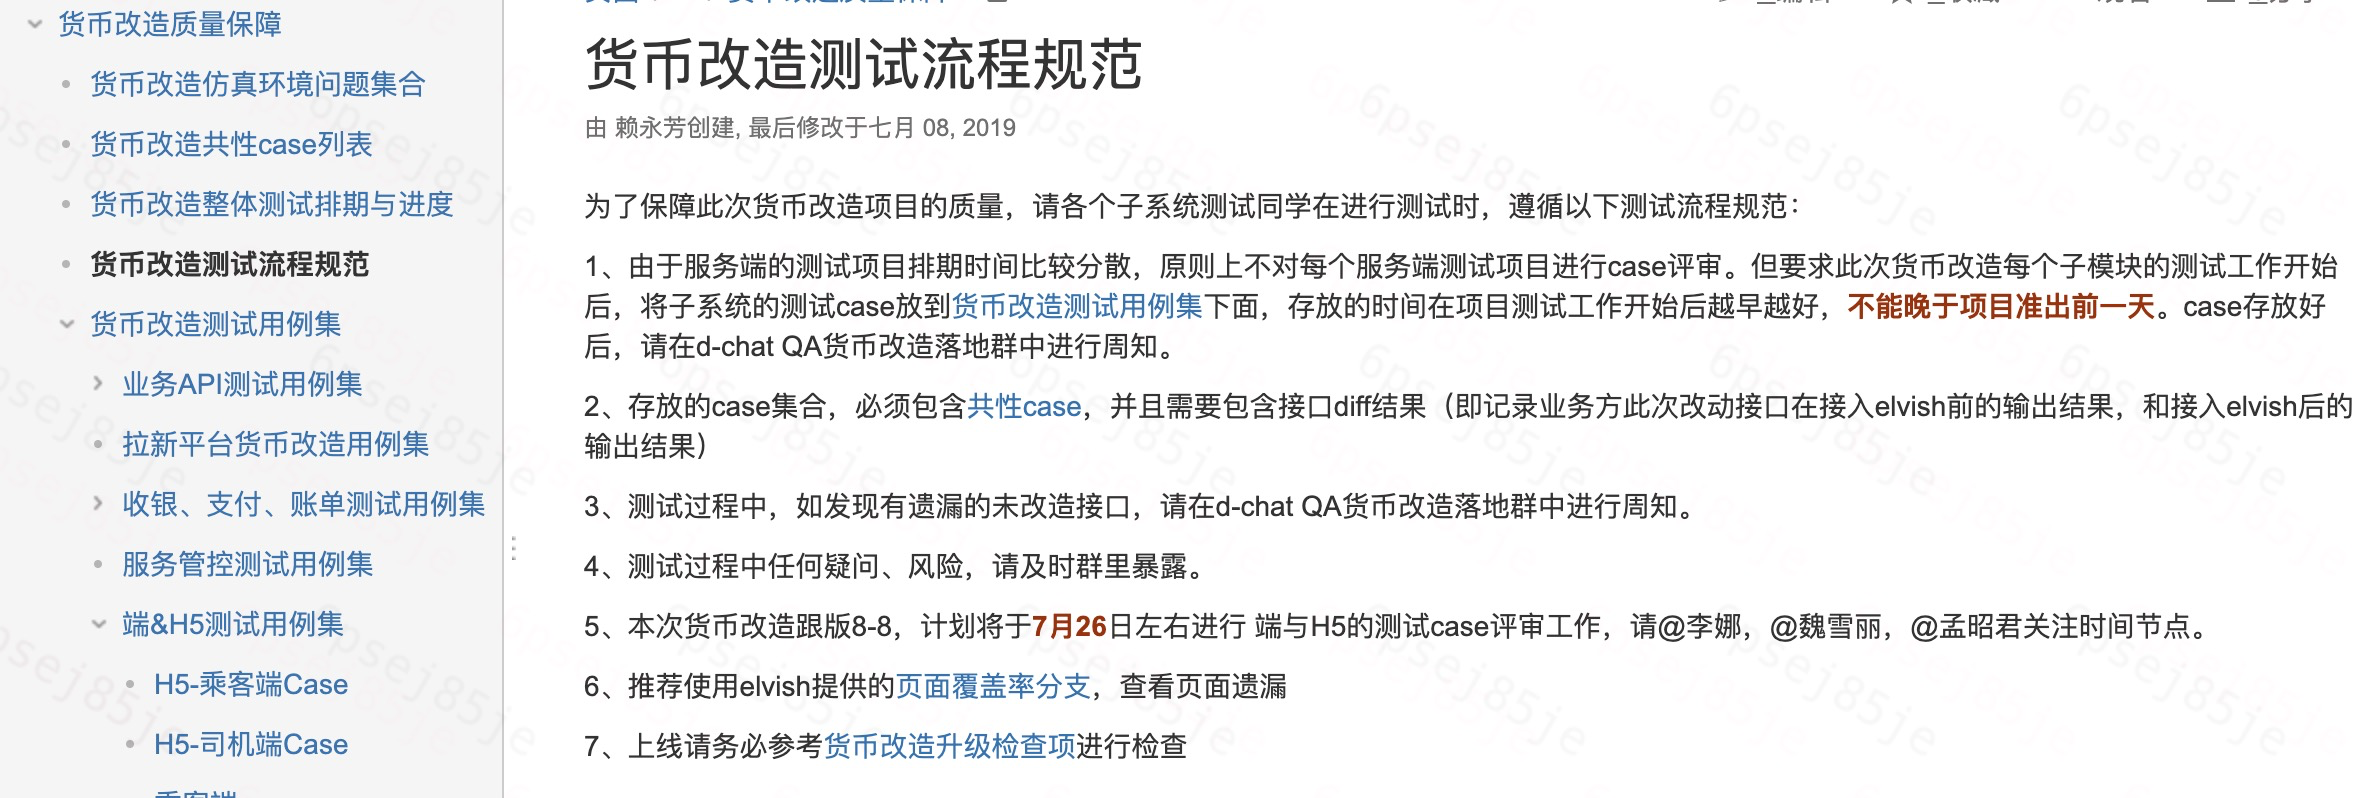 货币改造质量保障
货币改造仿真环境问题集合
货币改造共性case列表
货币改造整体测试排期与进度
货币改造测试流程规范
货币改造测试用例集
业务API测试用例集
拉新平台货币改造用例集
收银、支付、账单测试用例集
服务管控测试用例集
端&H5测试用例集
H5-乘客端Case
H5-司机端Case
货币改造测试流程规范
由 赖永芳创建, 最后修改于七月 08, 2019
为了保障此次货币改造项目的质量，请各个子系统测试同学在进行测试时，遵循以下测试流程规范：
1、由于服务端的测试项目排期时间比较分散，原则上不对每个服务端测试项目进行case评审。但要求此次货币改造每个子模块的测试工作开始
后，将子系统的测试case放到货币改造测试用例集下面，存放的时间在项目测试工作开始后越早越好，不能晚于项目准出前一天。case存放好
后，请在d-chat QA货币改造落地群中进行周知。
2、存放的case集合，必须包含共性case，并且需要包含接口diff结果（即记录业务方此次改动接口在接入elvish前的输出结果，和接入elvish后的
输出结果）
3、测试过程中，如发现有遗漏的未改造接口，请在d-chat QA货币改造落地群中进行周知。
4、测试过程中任何疑问、风险，请及时群里暴露。
5、本次货币改造跟版8-8，计划将于7月26日左右进行 端与H5的测试case评审工作，请@李娜，@魏雪丽，@孟昭君关注时间节点。
6、推荐使用elvish提供的页面覆盖率分支，查看页面遗漏
7、上线请务必参考货币改造升级检查项进行检查
6psej85je